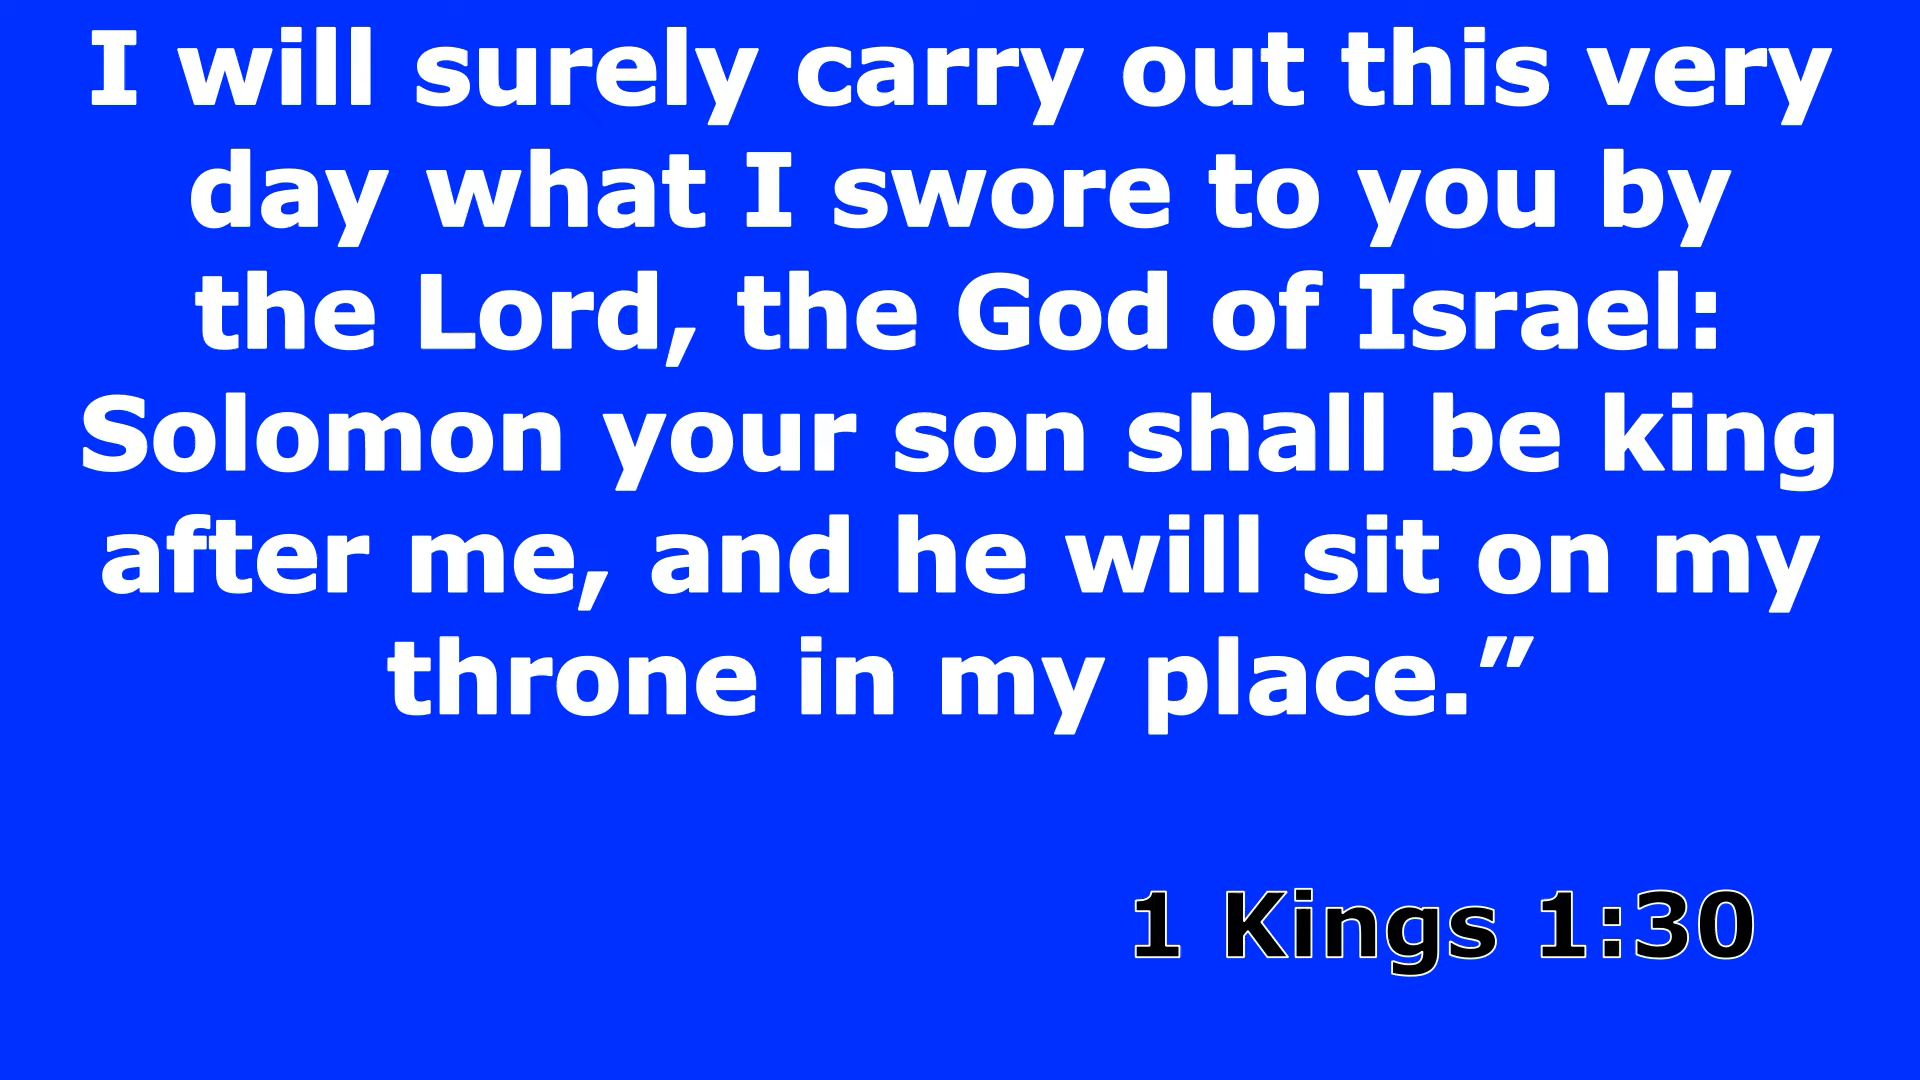 I will surely carry out this very
day what I swore to you by
the Lord, the God of Israel:
Solomon your son shall be king
after me, and he will sit on my
throne in my place.”
1 Kings 1:30